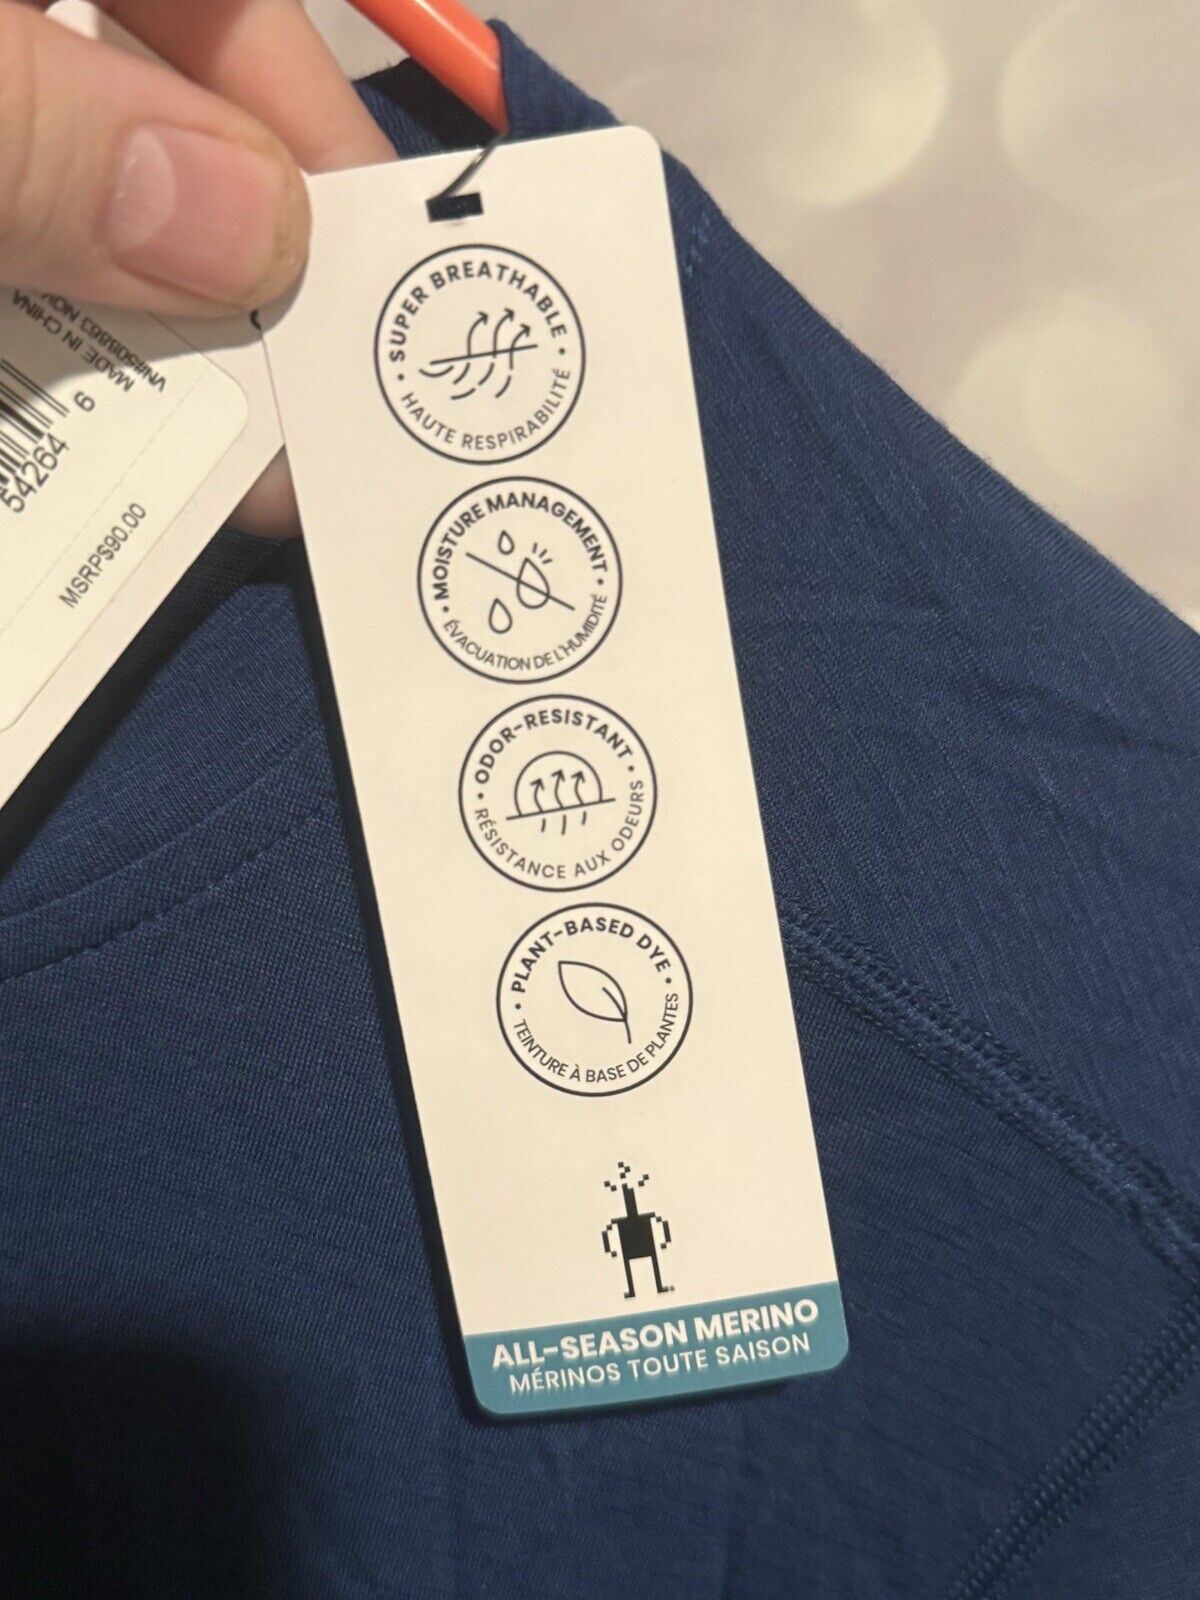 SUPER BREATHABLE
HAUTE RESPIRABILITÉ
MOISTURE MANAGEMENT
ÉVACUATION DE L'HUMIDITÉ
ODOR-RESISTANT
RÉSISTANCE AUX ODEURS
PLANT-BASED DYE
TEINTURE À BASE DE PLANTES
ALL-SEASON MERINO
MÉRINOS TOUTE SAISON
MADE IN CHINA
54264 9
MSRP$90.00